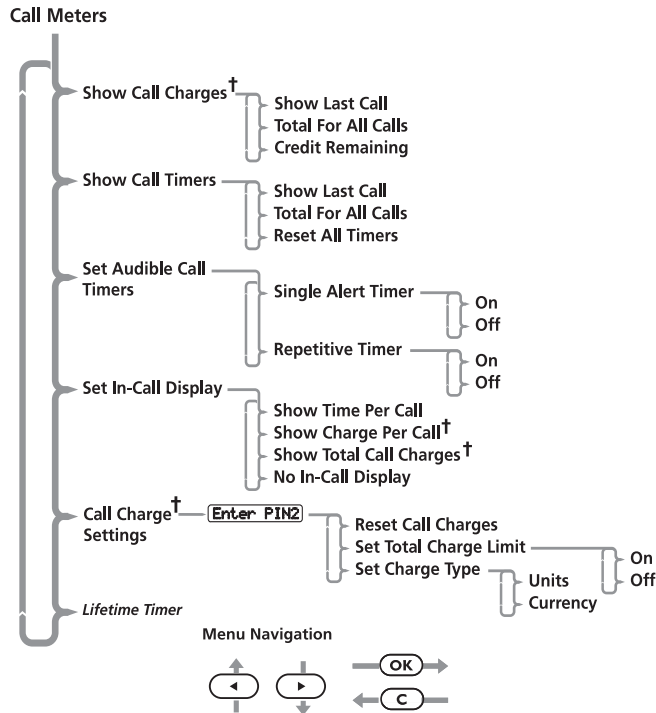 Call Meters
Show Call Charges†
Show Last Call
Total For All Calls
Credit Remaining
Show Call Timers
Show Last Call
Total For All Calls
Reset All Timers
Set Audible Call
Timers
Single Alert Timer
On
Off
Repetitive Timer
On
Off
Set In-Call Display
Show Time Per Call
Show Charge Per Call†
Show Total Call Charges†
No In-Call Display
Call Charge†
Settings
Enter PIN2
Reset Call Charges
Set Total Charge Limit
On
Off
Set Charge Type
Units
Currency
Lifetime Timer
Menu Navigation
OK
C